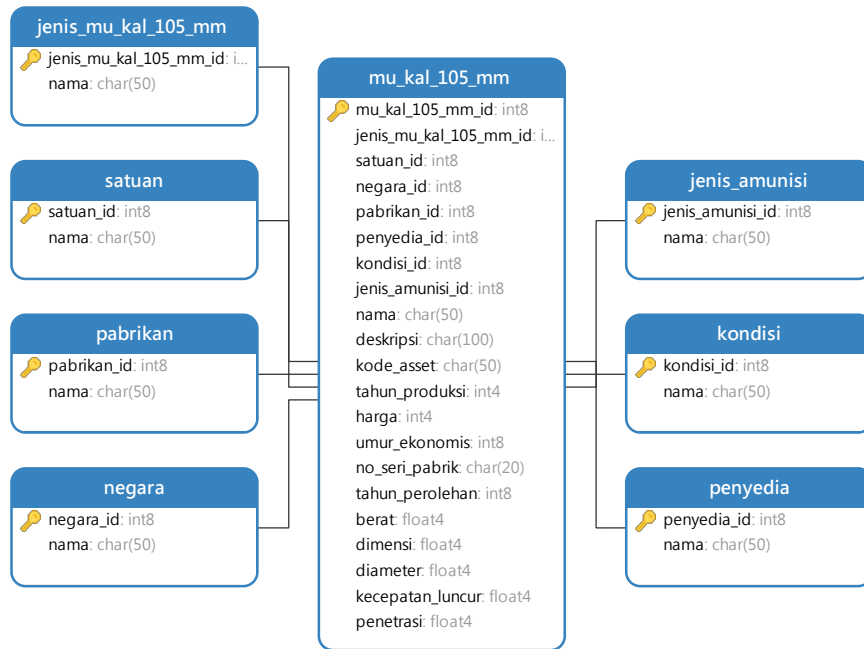 jenis_mu_kal_105_mm
jenis_mu_kal_105_mm_id: i...
nama: char(50)
satuan
satuan_id: int8
nama: char(50)
pabrikan
pabrikan_id: int8
nama: char(50)
negara
negara_id: int8
nama: char(50)
mu_kal_105_mm
mu_kal_105_mm_id: int8
jenis_mu_kal_105_mm_id: i...
satuan_id: int8
negara_id: int8
pabrikan_id: int8
penyedia_id: int8
kondisi_id: int8
jenis_amunisi_id: int8
nama: char(50)
deskripsi: char(100)
kode_asset: char(50)
tahun_produksi: int4
harga: int4
umur_ekonomis: int8
no_seri_pabrik: char(20)
tahun_perolehan: int8
berat: float4
dimensi: float4
diameter: float4
kecepatan_luncur: float4
penetrasi: float4
jenis_amunisi
jenis_amunisi_id: int8
nama: char(50)
kondisi
kondisi_id: int8
nama: char(50)
penyedia
penyedia_id: int8
nama: char(50)